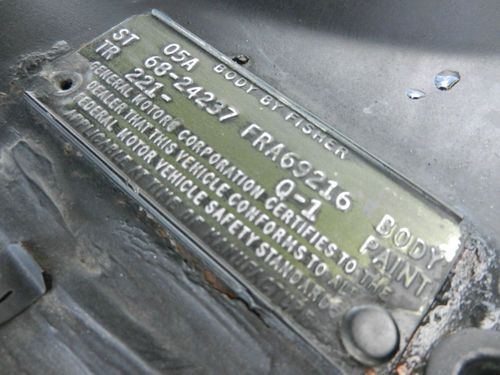 05A BODY BY FISHER
ST 68-24237 FRA69216 BODY
TR 221- Q-1 PAINT
GENERAL MOTORS CORPORATION CERTIFIES TO THE
DEALER THAT THIS VEHICLE CONFORMS TO ALL
FEDERAL MOTOR VEHICLE SAFETY STANDARDS
APPLICABLE AT TIME OF MANUFACTURE